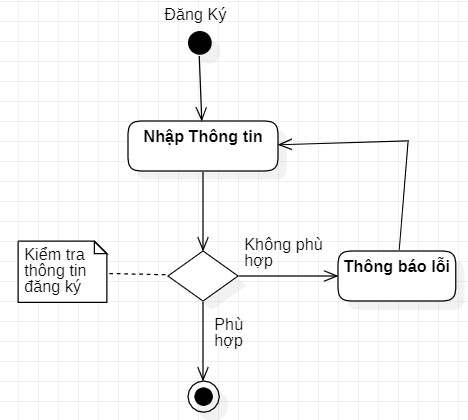 Đăng Ký
Nhập Thông tin
Không phù
hợp
Thông báo lỗi
Kiểm tra
thông tin
đăng ký
Phù
hợp